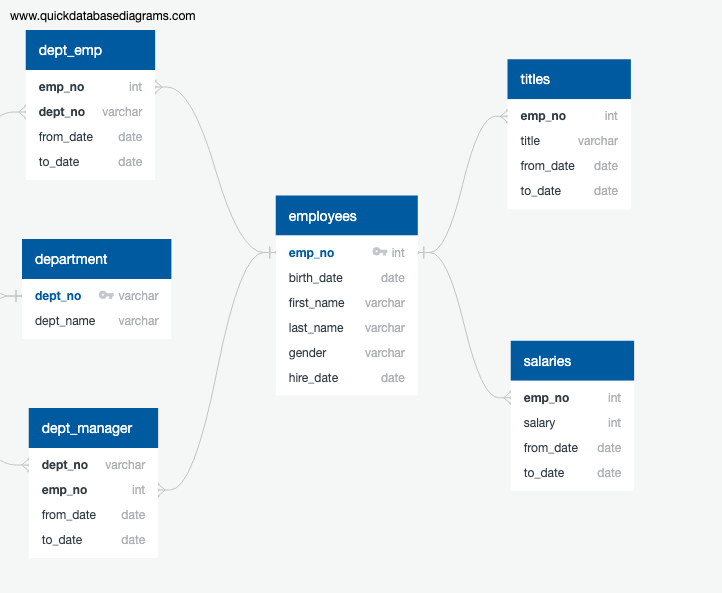 www.quickdatabasediagrams.com
dept_emp
emp_no int
dept_no varchar
from_date date
to_date date
department
dept_no varchar
dept_name varchar
dept_manager
dept_no varchar
emp_no int
from_date date
to_date date
employees
emp_no int
birth_date date
first_name varchar
last_name varchar
gender varchar
hire_date date
titles
emp_no int
title varchar
from_date date
to_date date
salaries
emp_no int
salary int
from_date date
to_date date